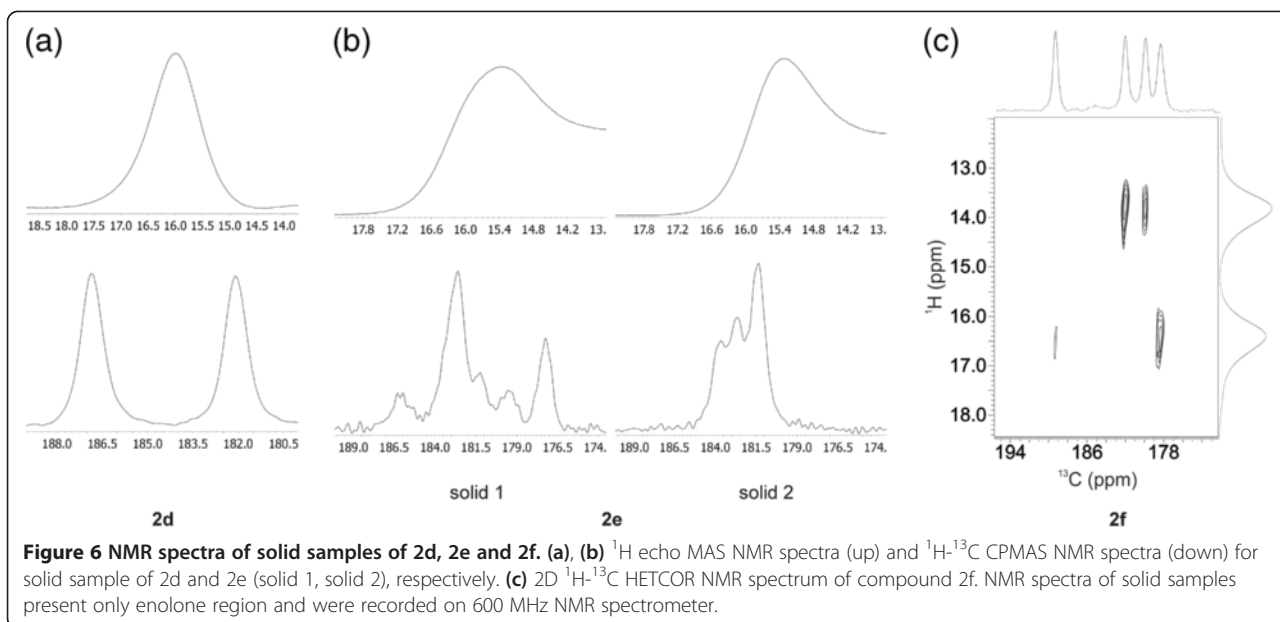 (a)
(b)
(c)
18.5 18.0 17.5 17.0 16.5 16.0 15.5 15.0 14.5 14.0
17.8 17.2 16.6 16.0 15.4 14.8 14.2 13.
17.8 17.2 16.6 16.0 15.4 14.8 14.2 13.
188.0 186.5 185.0 183.5 182.0 180.5
189.0 186.5 184.0 181.5 179.0 176.5 174.
189.0 186.5 184.0 181.5 179.0 176.5 174.
13.0
14.0
15.0
16.0
17.0
18.0
¹H (ppm)
194 186 178
¹³C (ppm)
solid 1
solid 2
2d
2e
2f
Figure 6 NMR spectra of solid samples of 2d, 2e and 2f. (a), (b) ¹H echo MAS NMR spectra (up) and ¹H-¹³C CPMAS NMR spectra (down) for
solid sample of 2d and 2e (solid 1, solid 2), respectively. (c) 2D ¹H-¹³C HETCOR NMR spectrum of compound 2f. NMR spectra of solid samples
present only enolone region and were recorded on 600 MHz NMR spectrometer.